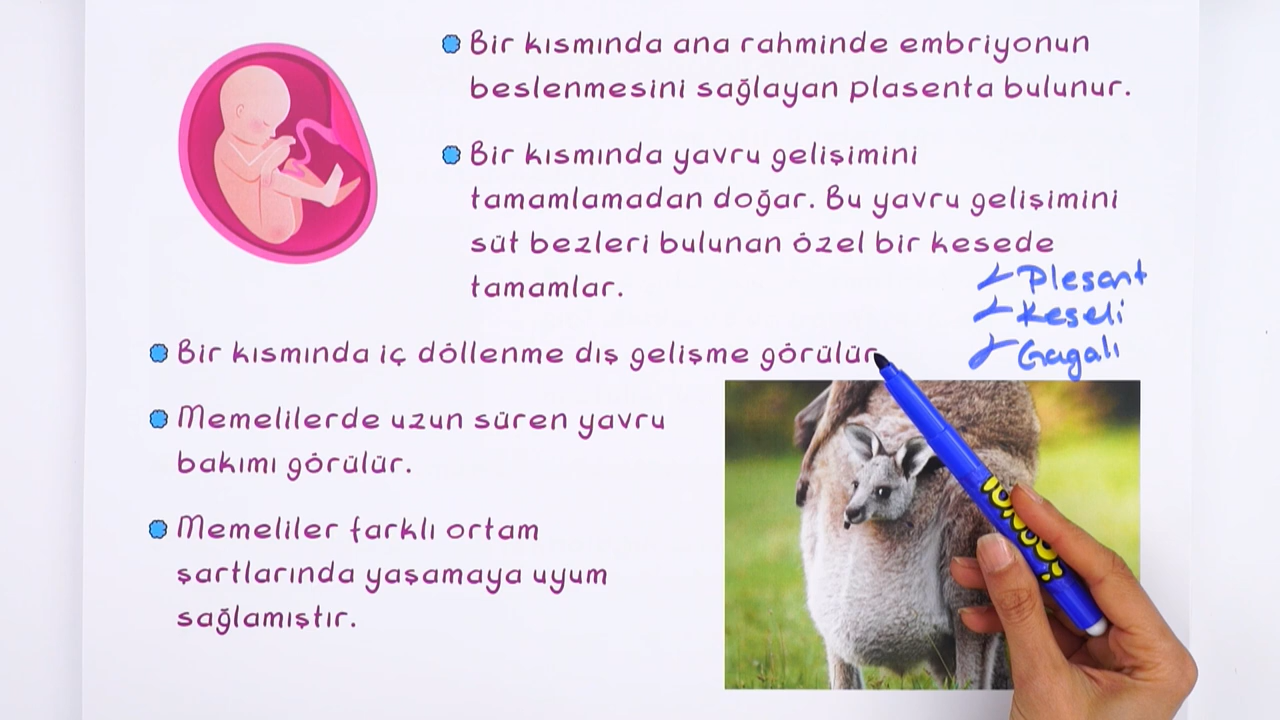 Bir kısmında ana rahminde embriyonun
beslenmesini sağlayan plasenta bulunur.
Bir kısmında yavru gelişimini
tamamlamadan doğar. Bu yavru gelişimini
süt bezleri bulunan özel bir kesede
tamamlar.
Plesant
Keseli
Gagalı
Bir kısmında iç döllenme dış gelişme görülür
Memelilerde uzun süren yavru
bakımı görülür.
Memeliler farklı ortam
şartlarında yaşamaya uyum
sağlamıştır.